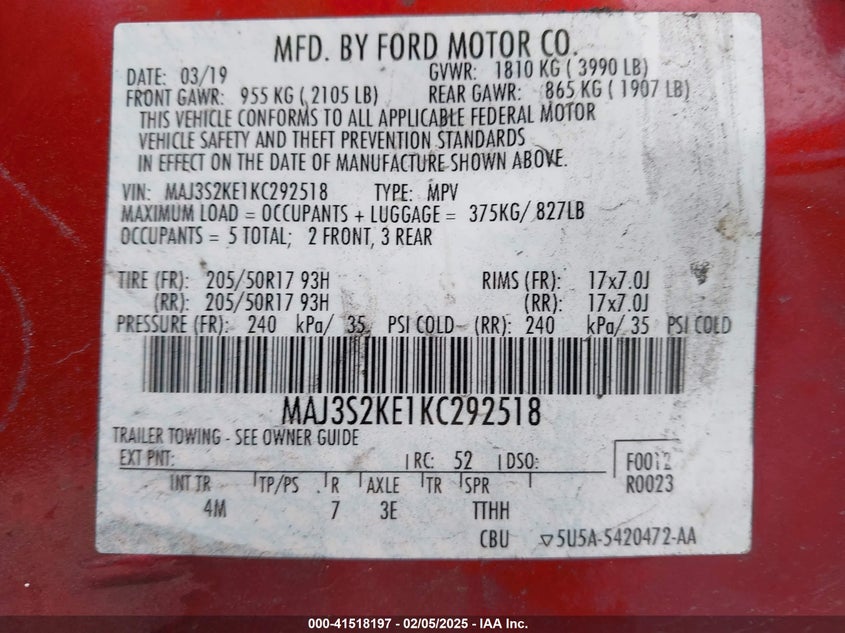 MFD. BY FORD MOTOR CO.
DATE: 03/19 GVWR: 1810 KG ( 3990 LB)
FRONT GAWR: 955 KG ( 2105 LB) REAR GAWR: 865 KG ( 1907 LB)
THIS VEHICLE CONFORMS TO ALL APPLICABLE FEDERAL MOTOR
VEHICLE SAFETY AND THEFT PREVENTION STANDARDS
IN EFFECT ON THE DATE OF MANUFACTURE SHOWN ABOVE.
VIN: MAJ3S2KE1KC292518 TYPE: MPV
MAXIMUM LOAD = OCCUPANTS + LUGGAGE = 375KG/ 827LB
OCCUPANTS = 5 TOTAL; 2 FRONT, 3 REAR
TIRE (FR): 205/50R17 93H RIMS (FR): 17x7.0J
(RR): 205/50R17 93H (RR): 17x7.0J
PRESSURE (FR): 240 kPa/ 35 PSI COLD (RR): 240 kPa/ 35 PSI COLD
MAJ3S2KE1KC292518
TRAILER TOWING - SEE OWNER GUIDE
EXT PNT: RC: 52 DSO: F0012
INT TR TP/PS R AXLE TR SPR R0023
4M 7 3E TTHH
CBU ▽5U5A-5420472-AA
000-41518197 - 02/05/2025 - IAA Inc.